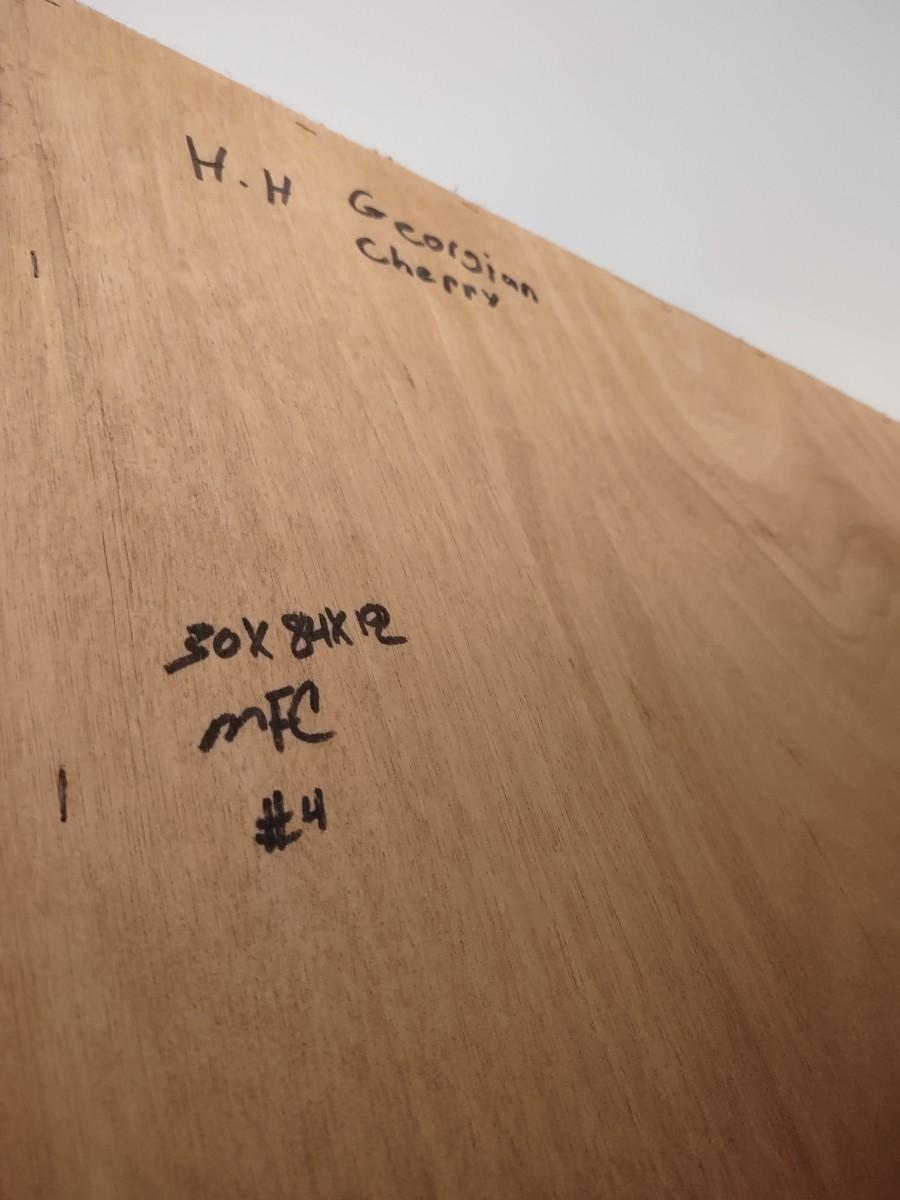 H.H Georgian
Cherry
30X84X12
MFC
#4